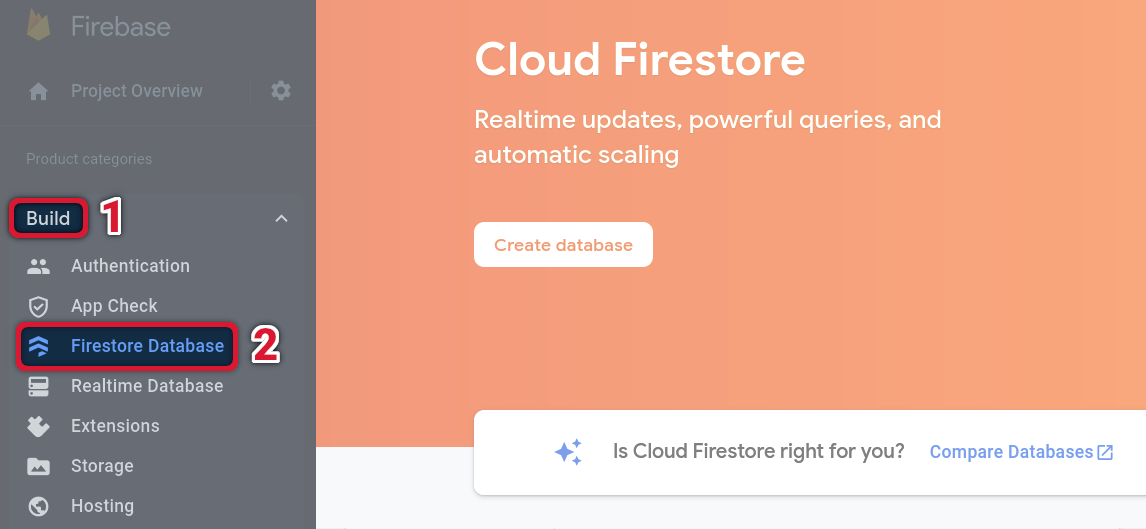 Firebase
Project Overview
Product categories
Build
1
Authentication
App Check
Firestore Database
2
Realtime Database
Extensions
Storage
Hosting
Cloud Firestore
Realtime updates, powerful queries, and
automatic scaling
Create database
Is Cloud Firestore right for you? Compare Databases